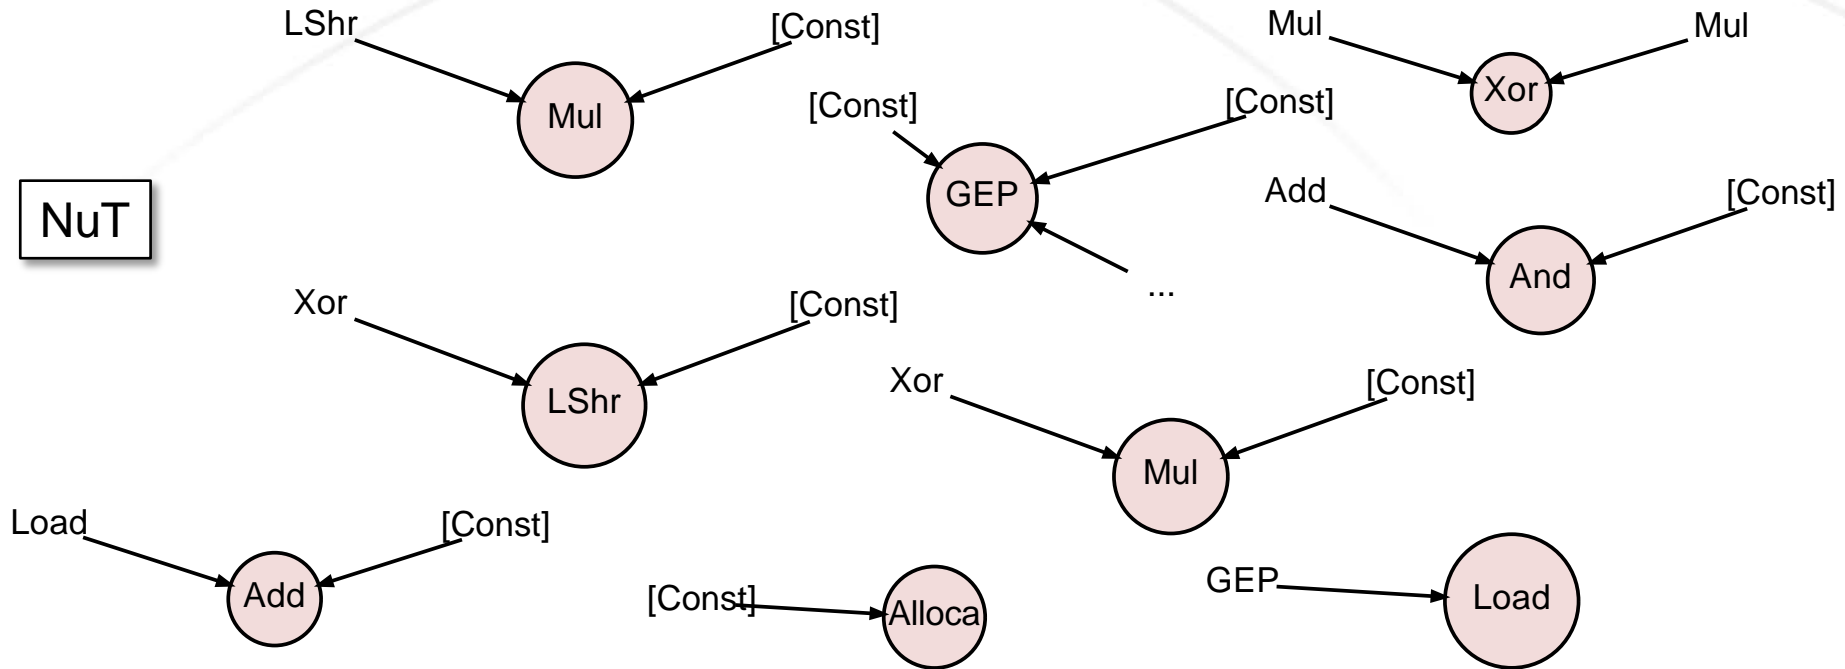 LShr
[Const]
Mul
Mul
Mul
Xor
[Const]
[Const]
GEP
...
Add
[Const]
And
NuT
Xor
[Const]
LShr
Xor
[Const]
Mul
Load
[Const]
Add
[Const]
Alloca
GEP
Load